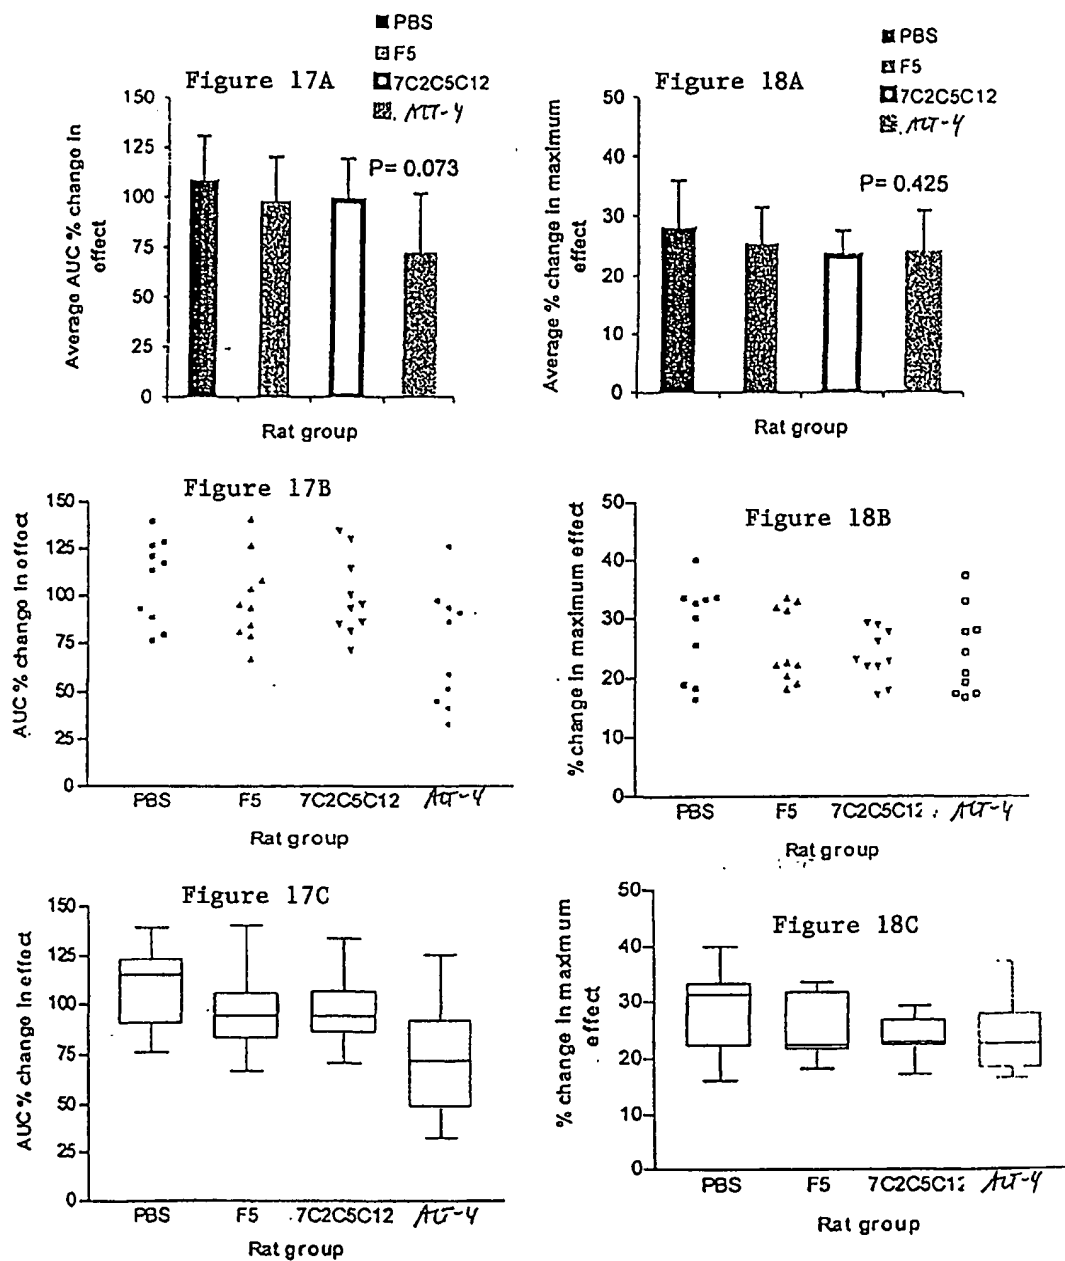 PBS
F5
7C2C5C12
ALT-4
Figure 17A
P= 0.073
Average AUC % change in
effect
150
125
100
75
50
25
0
Rat group
PBS
F5
7C2C5C12
ALT-4
Figure 18A
P= 0.425
Average % change in maximum
effect
50
40
30
20
10
0
Rat group
Figure 17B
AUC % change in effect
150
125
100
75
50
25
0
PBS F5 7C2C5C12 ALT-4
Rat group
Figure 18B
% change in maximum effect
50
40
30
20
10
0
PBS F5 7C2C5C12 ALT-4
Rat group
Figure 17C
AUC % change in effect
150
125
100
75
50
25
0
PBS F5 7C2C5C12 ALT-4
Rat group
Figure 18C
% change in maximum
effect
50
40
30
20
10
0
PBS F5 7C2C5C12 ALT-4
Rat group